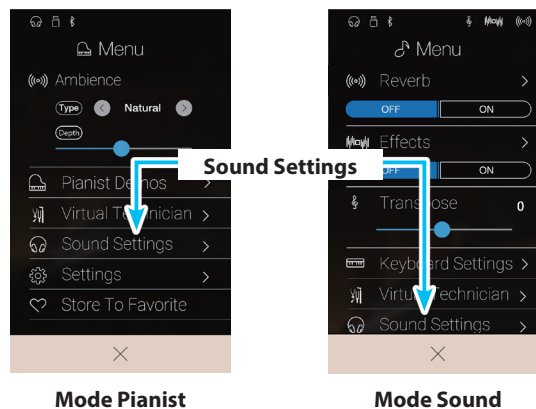 Menu
Ambience
Type Natural
Depth
Pianist Demos
Virtual Technician
Sound Settings
Settings
Store To Favorite
Mode Pianist
Sound Settings
Menu
Reverb
OFF ON
Effects
OFF ON
Transpose 0
Keyboard Settings
Virtual Technician
Sound Settings
Mode Sound